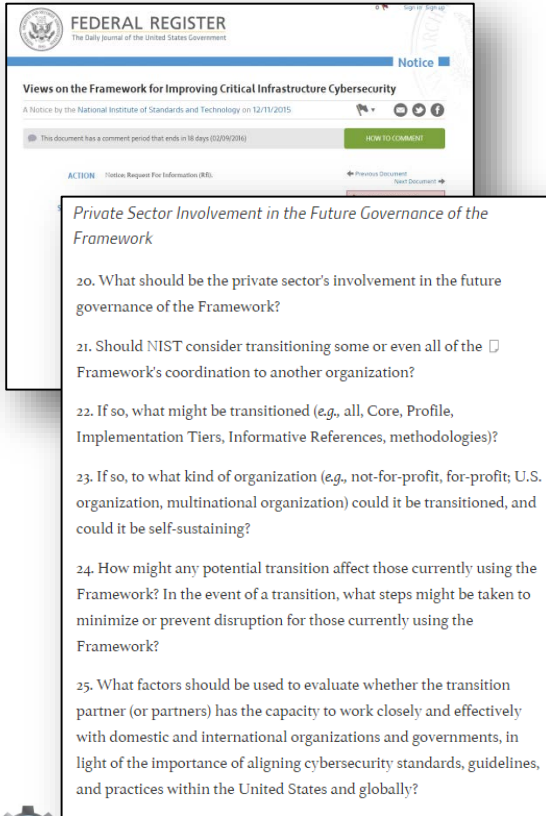 0
Sign in Sign up
FEDERAL REGISTER
The Daily Journal of the United States Government
Notice
Views on the Framework for Improving Critical Infrastructure Cybersecurity
A Notice by the National Institute of Standards and Technology on 12/11/2015
This document has a comment period that ends in 18 days (02/09/2016)
HOW TO COMMENT
ACTION Notice; Request For Information (RFI).
Previous Document
Next Document
Private Sector Involvement in the Future Governance of the
Framework
20. What should be the private sector's involvement in the future
governance of the Framework?
21. Should NIST consider transitioning some or even all of the
Framework's coordination to another organization?
22. If so, what might be transitioned (e.g., all, Core, Profile,
Implementation Tiers, Informative References, methodologies)?
23. If so, to what kind of organization (e.g., not-for-profit, for-profit; U.S.
organization, multinational organization) could it be transitioned, and
could it be self-sustaining?
24. How might any potential transition affect those currently using the
Framework? In the event of a transition, what steps might be taken to
minimize or prevent disruption for those currently using the
Framework?
25. What factors should be used to evaluate whether the transition
partner (or partners) has the capacity to work closely and effectively
with domestic and international organizations and governments, in
light of the importance of aligning cybersecurity standards, guidelines,
and practices within the United States and globally?